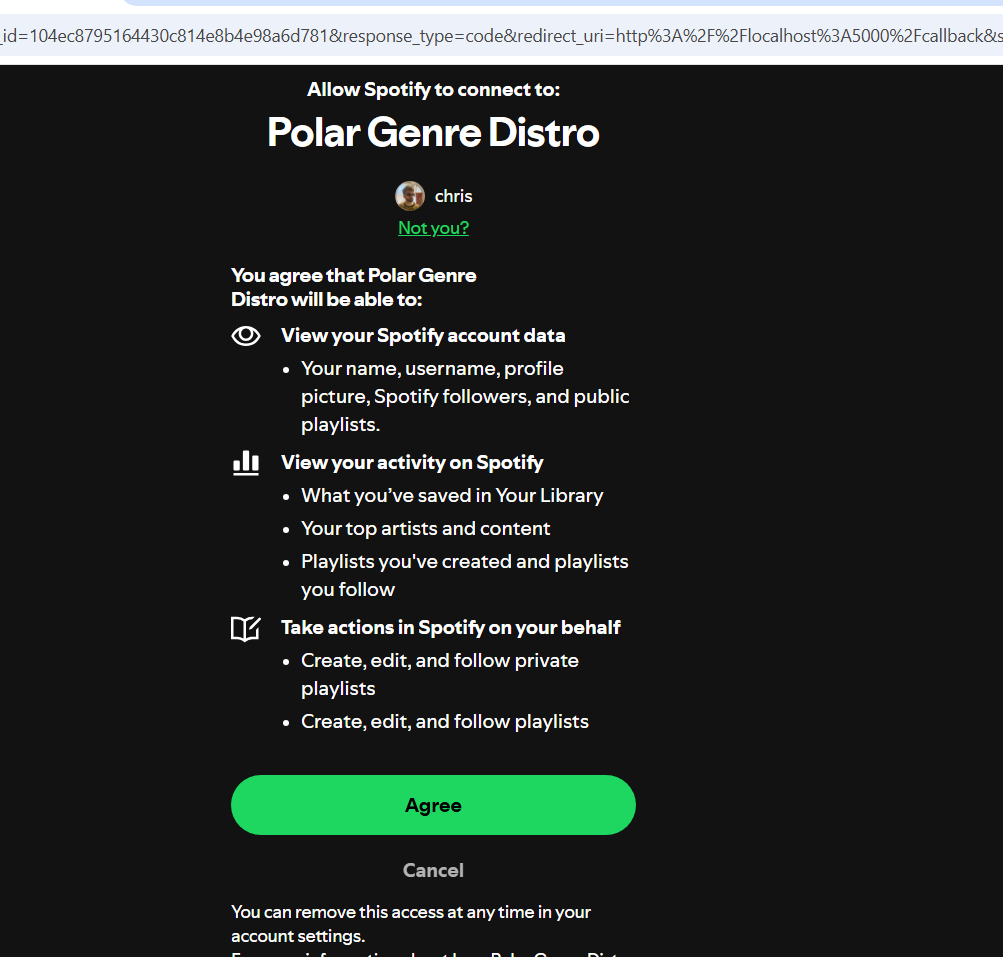 _id=104ec8795164430c814e8b4e98a6d781&response_type=code&redirect_uri=http%3A%2F%2Flocalhost%3A5000%2Fcallback&s
Allow Spotify to connect to:
Polar Genre Distro
chris
Not you?
You agree that Polar Genre
Distro will be able to:
View your Spotify account data
• Your name, username, profile
picture, Spotify followers, and public
playlists.
View your activity on Spotify
• What you’ve saved in Your Library
• Your top artists and content
• Playlists you've created and playlists
you follow
Take actions in Spotify on your behalf
• Create, edit, and follow private
playlists
• Create, edit, and follow playlists
Agree
Cancel
You can remove this access at any time in your
account settings.